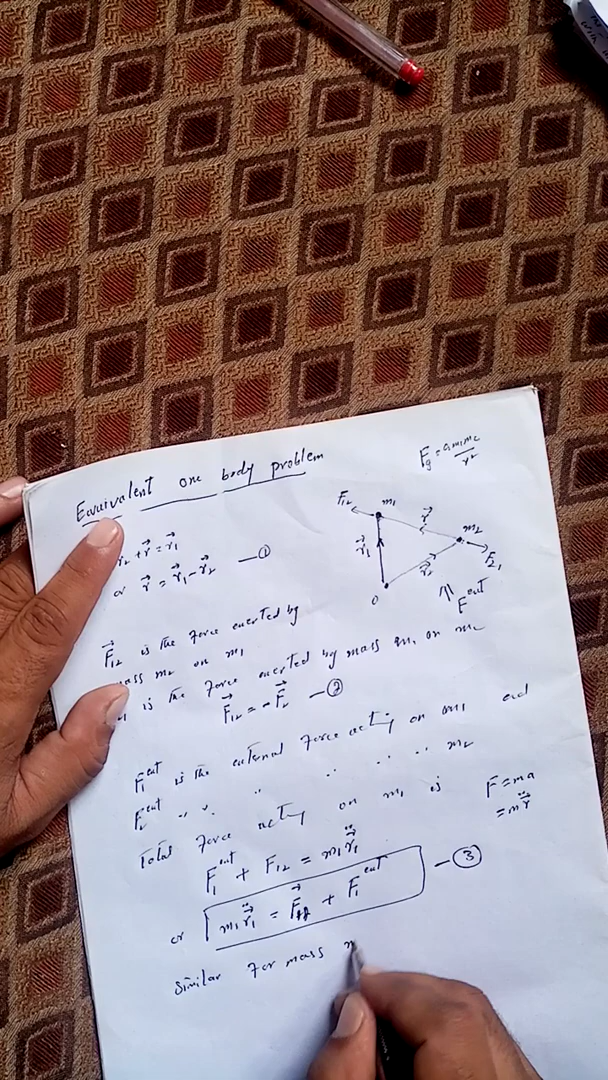 Equivalent one body problem
Fg = G m1 m2 / r²
r⃗2 + r⃗ = r⃗1
or r⃗ = r⃗1 - r⃗2 — ①
F12 m1 r⃗ m2
r⃗1 r⃗2 F21
O F^ext
F⃗12 is the force exerted by
mass m2 on m1
is the force exerted by mass m1 on m2
F⃗12 = -F⃗2 — ②
F1^ext is the external force acting on m1 and
F2^ext " " " " " " m2
Total force acting on m1 is
F = ma
= m r̈⃗
F1^ext + F12 = m1 r̈⃗1
or m1 r̈⃗1 = F⃗12 + F1^ext — ③
Similar for mass